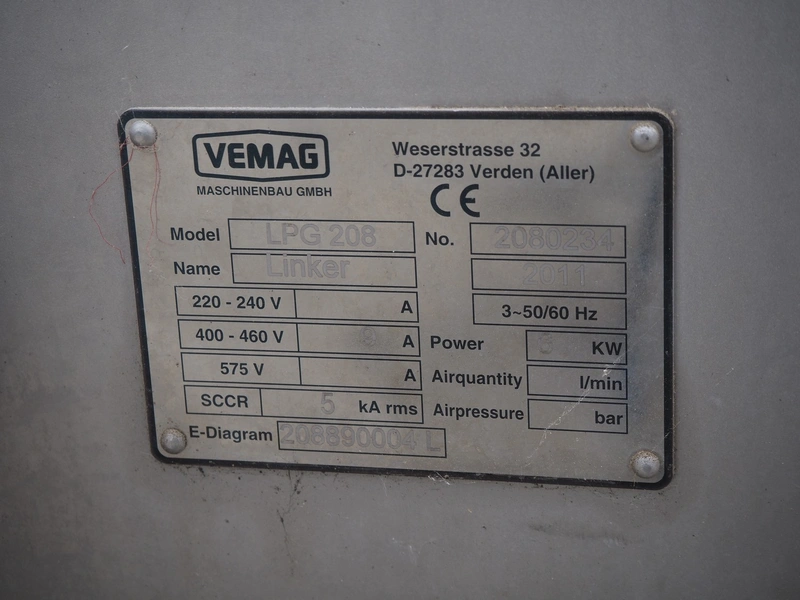 VEMAG
MASCHINENBAU GMBH
Weserstrasse 32
D-27283 Verden (Aller)
CE
Model LPG 208 No. 2080234
Name Linker 2011
220 - 240 V A 3~50/60 Hz
400 - 460 V 9 A Power KW
575 V A Airquantity l/min
SCCR 5 kA rms Airpressure bar
E-Diagram 208890004 L